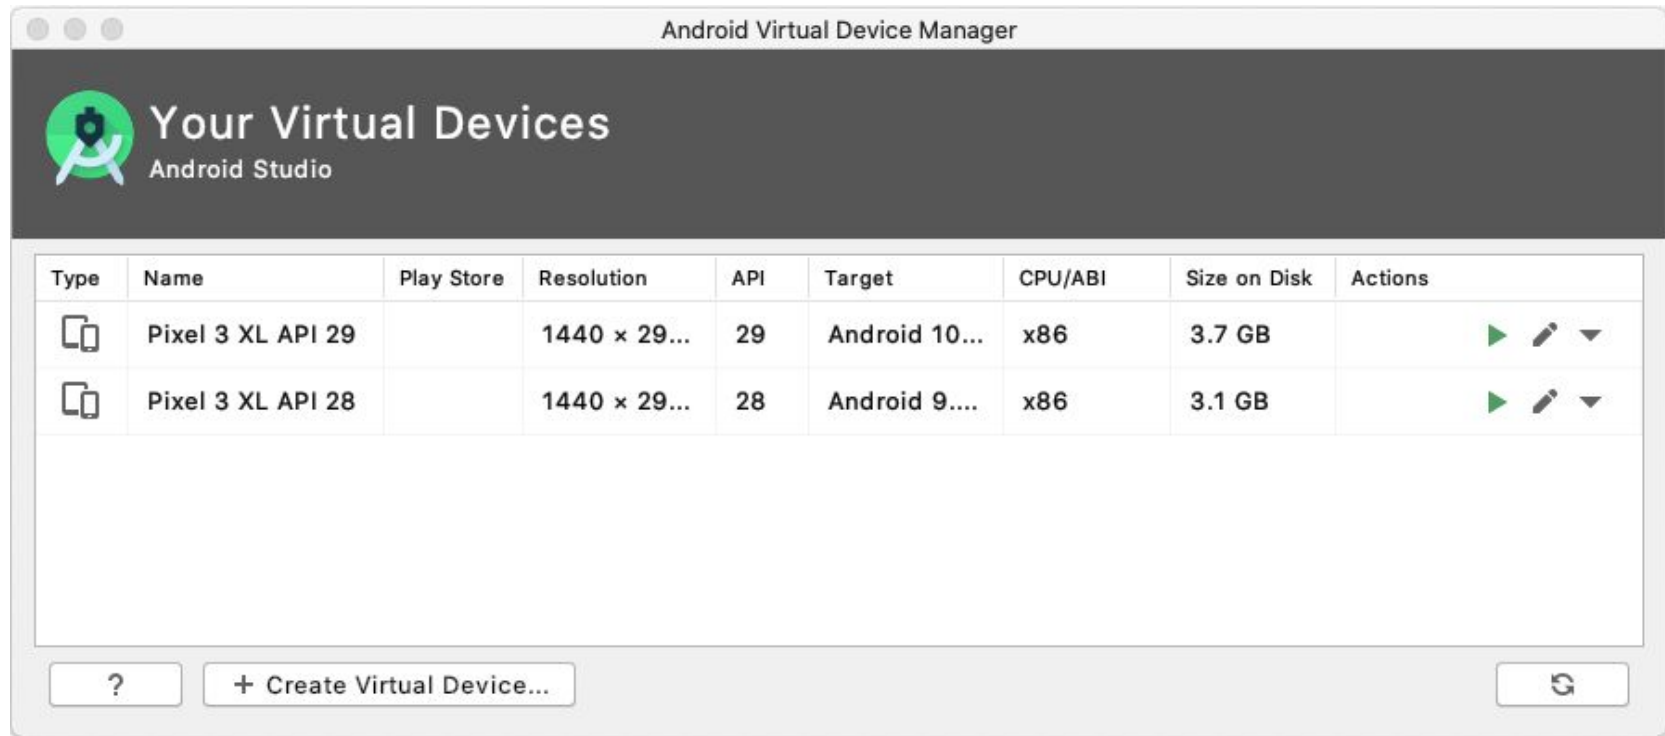 Android Virtual Device Manager
Your Virtual Devices
Android Studio
Type Name Play Store Resolution API Target CPU/ABI Size on Disk Actions
Pixel 3 XL API 29 1440 × 29... 29 Android 10... x86 3.7 GB
Pixel 3 XL API 28 1440 × 29... 28 Android 9.... x86 3.1 GB
? + Create Virtual Device...